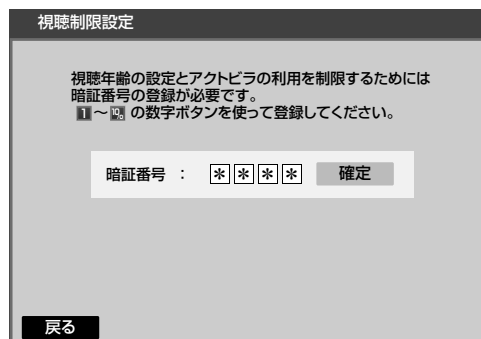 視聴制限設定
視聴年齢の設定とアクトビラの利用を制限するためには
暗証番号の登録が必要です。
1～10 の数字ボタンを使って登録してください。
暗証番号 ： ＊＊＊＊ 確定
戻る